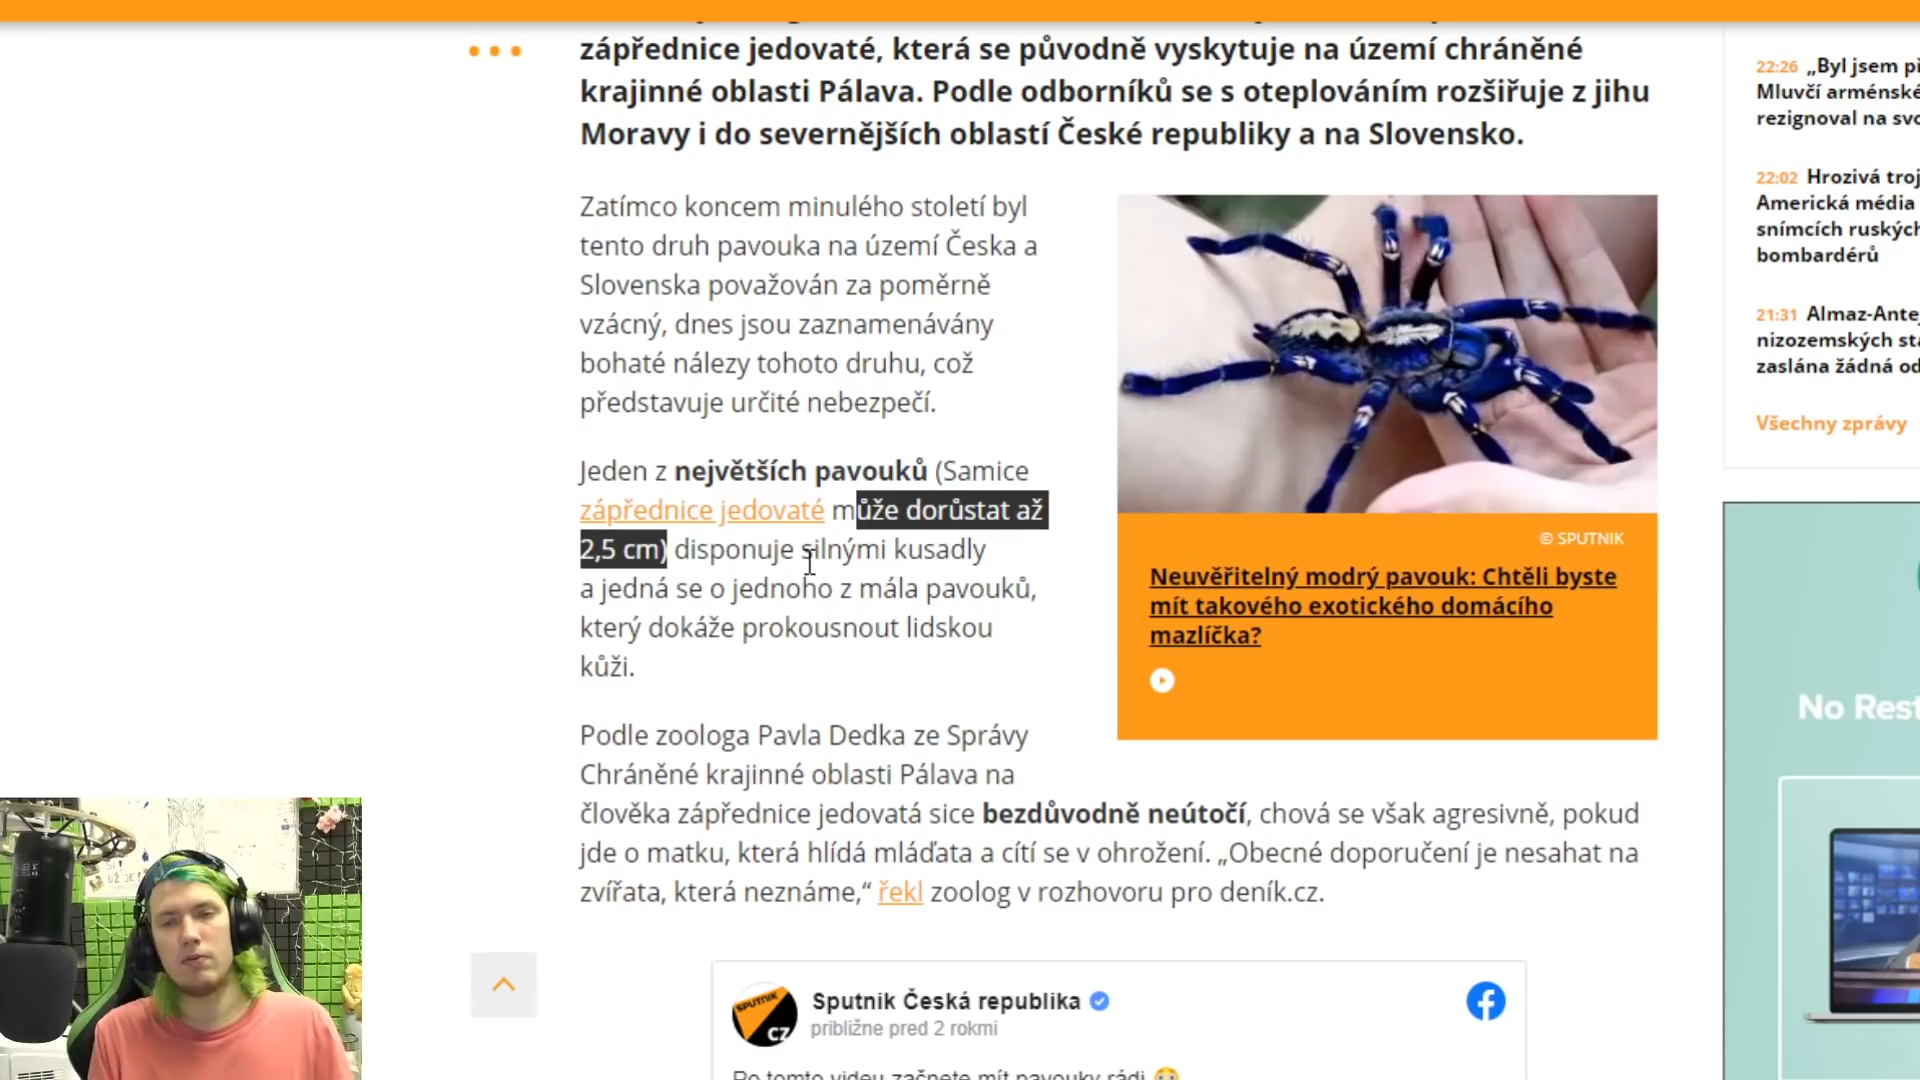 zápřednice jedovaté, která se původně vyskytuje na území chráněné
krajinné oblasti Pálava. Podle odborníků se s oteplováním rozšiřuje z jihu
Moravy i do severnějších oblastí České republiky a na Slovensko.
Zatímco koncem minulého století byl
tento druh pavouka na území Česka a
Slovenska považován za poměrně
vzácný, dnes jsou zaznamenávány
bohaté nálezy tohoto druhu, což
představuje určité nebezpečí.
Jeden z největších pavouků (Samice
zápřednice jedovaté může dorůstat až
2,5 cm) disponuje silnými kusadly
a jedná se o jednoho z mála pavouků,
který dokáže prokousnout lidskou
kůži.
Podle zoologa Pavla Dedka ze Správy
Chráněné krajinné oblasti Pálava na
člověka zápřednice jedovatá sice bezdůvodně neútočí, chová se však agresivně, pokud
jde o matku, která hlídá mláďata a cítí se v ohrožení. „Obecné doporučení je nesahat na
zvířata, která neznáme,“ řekl zoolog v rozhovoru pro deník.cz.
© SPUTNIK
Neuvěřitelný modrý pavouk: Chtěli byste
mít takového exotického domácího
mazlíčka?
SPUTNIK
CZ
Sputnik Česká republika
približne pred 2 rokmi
Po tomto videu začnete mít pavouky rádi
22:26 „Byl jsem př
Mluvčí arménské
rezignoval na svo
22:02 Hrozivá troj
Americká média
snímcích ruských
bombardérů
21:31 Almaz-Ante
nizozemských sta
zaslána žádná od
Všechny zprávy
No Rest